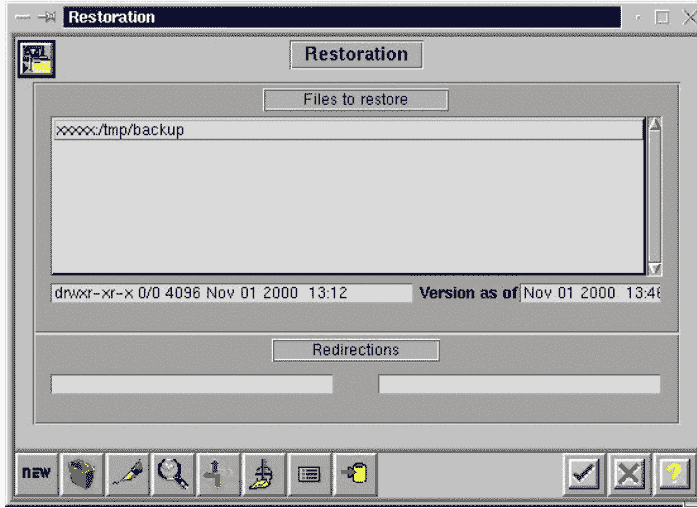 Restoration
Restoration
Files to restore
xxxxx:/tmp/backup
drwxr-xr-x 0/0 4096 Nov 01 2000 13:12
Version as of Nov 01 2000 13:46
Redirections
NEW
?